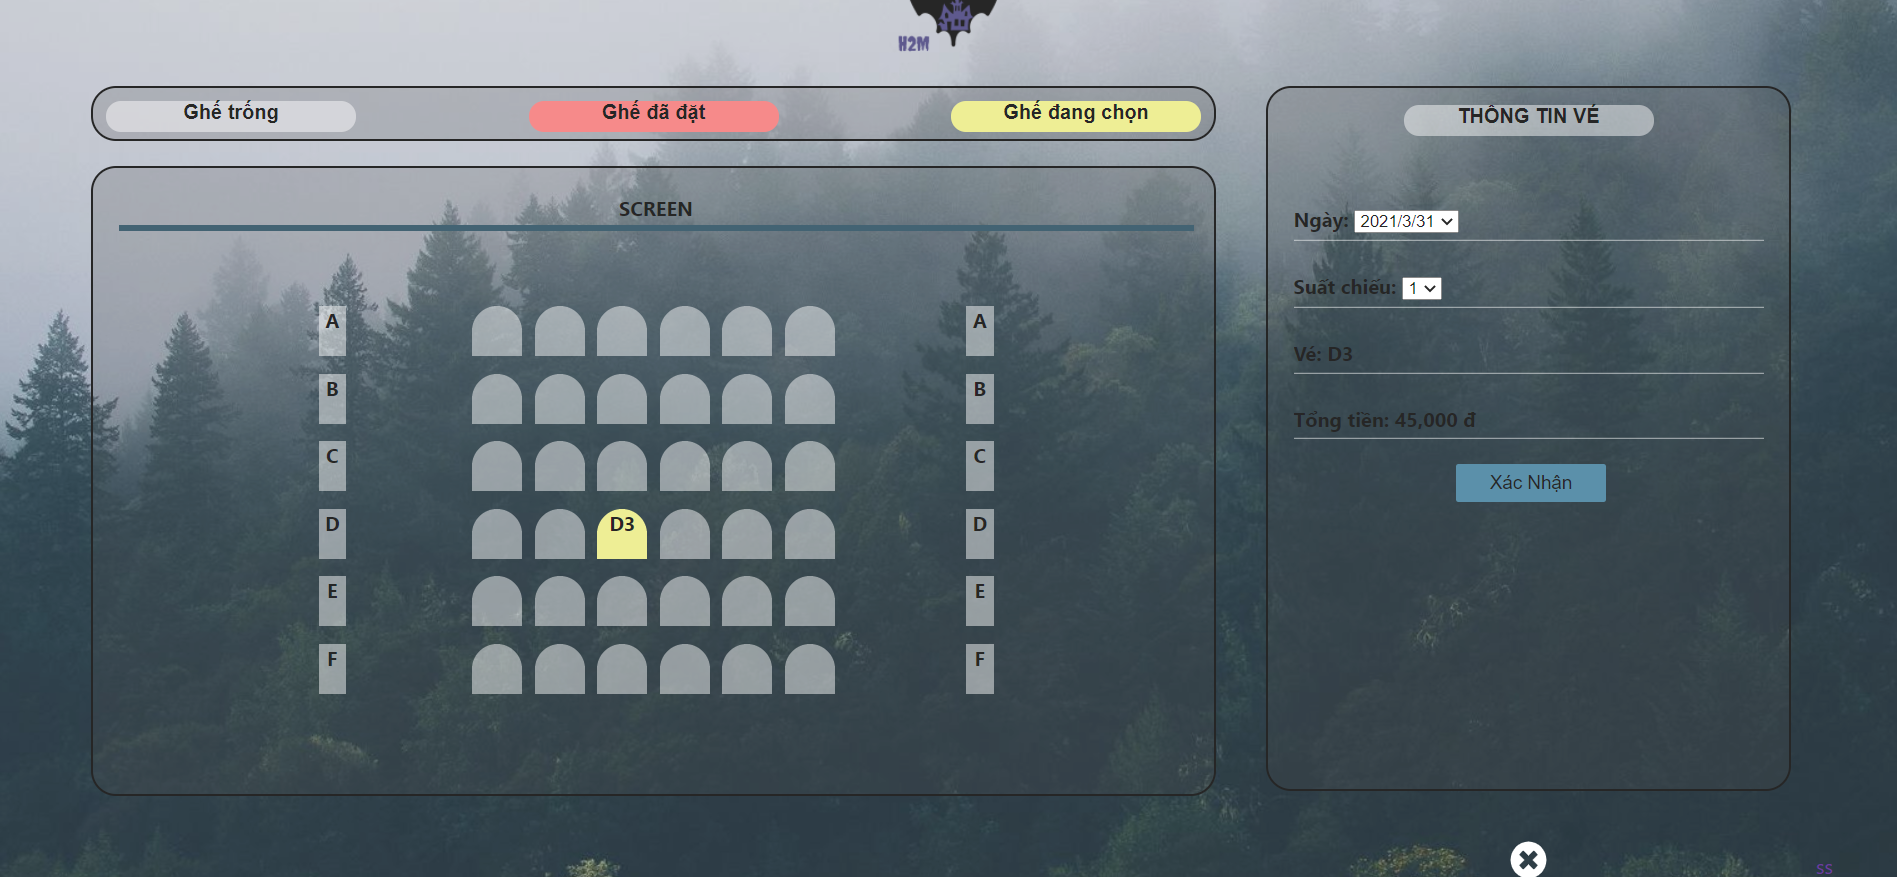 H2M
Ghế trống
Ghế đã đặt
Ghế đang chọn
SCREEN
A A
B B
C C
D D3 D
E E
F F
THÔNG TIN VÉ
Ngày: 2021/3/31
Suất chiếu: 1
Vé: D3
Tổng tiền: 45,000 đ
Xác Nhận
ss